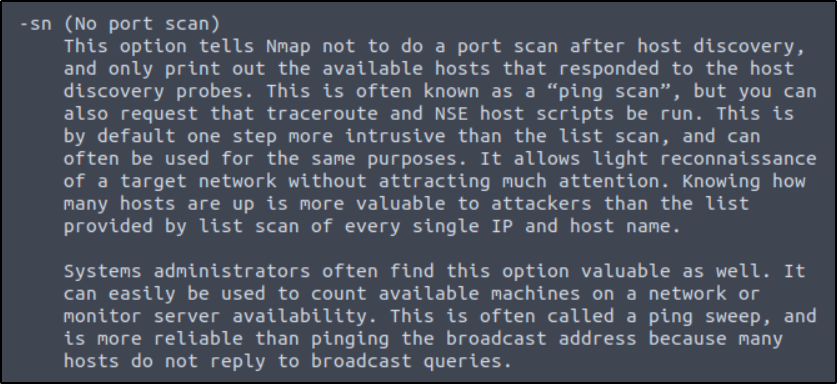 -sn (No port scan)
This option tells Nmap not to do a port scan after host discovery,
and only print out the available hosts that responded to the host
discovery probes. This is often known as a “ping scan”, but you can
also request that traceroute and NSE host scripts be run. This is
by default one step more intrusive than the list scan, and can
often be used for the same purposes. It allows light reconnaissance
of a target network without attracting much attention. Knowing how
many hosts are up is more valuable to attackers than the list
provided by list scan of every single IP and host name.
Systems administrators often find this option valuable as well. It
can easily be used to count available machines on a network or
monitor server availability. This is often called a ping sweep, and
is more reliable than pinging the broadcast address because many
hosts do not reply to broadcast queries.